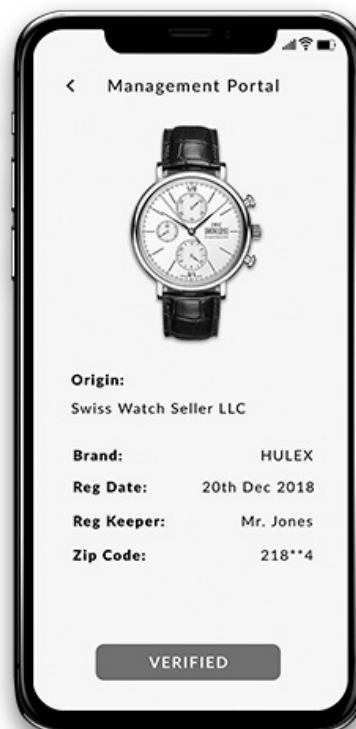 Management Portal
IWC
Origin:
Swiss Watch Seller LLC
Brand: HULEX
Reg Date: 20th Dec 2018
Reg Keeper: Mr. Jones
Zip Code: 218**4
VERIFIED